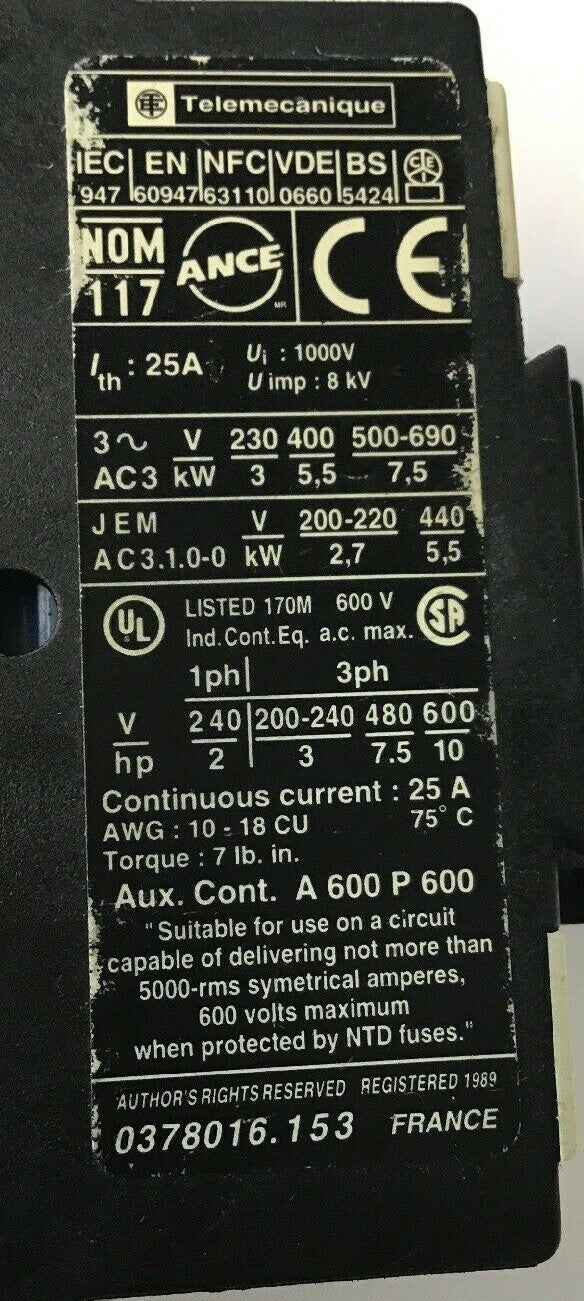 Telemecanique
IEC EN NFC VDE BS
947 60947 63110 0660 5424
NOM ANCE CE
117 MR
Ith : 25A Ui : 1000V
U imp : 8 kV
3~ V 230 400 500-690
AC3 kW 3 5,5 7,5
JEM V 200-220 440
AC3.1.0-0 kW 2,7 5,5
UL LISTED 170M 600 V SA
Ind.Cont.Eq. a.c. max.
1ph 3ph
V 240 200-240 480 600
hp 2 3 7.5 10
Continuous current : 25 A
AWG : 10 - 18 CU 75° C
Torque : 7 lb. in.
Aux. Cont. A 600 P 600
"Suitable for use on a circuit
capable of delivering not more than
5000-rms symetrical amperes,
600 volts maximum
when protected by NTD fuses."
AUTHOR'S RIGHTS RESERVED REGISTERED 1989
0378016.153 FRANCE